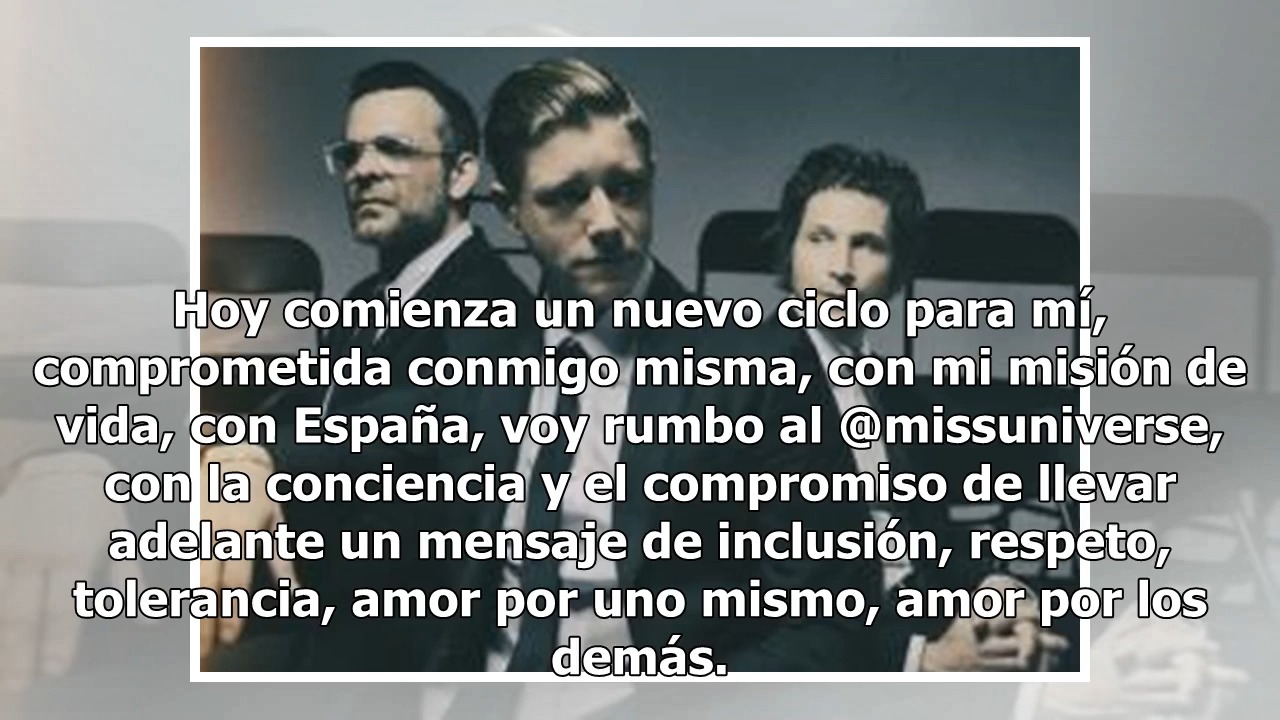 Hoy comienza un nuevo ciclo para mí,
comprometida conmigo misma, con mi misión de
vida, con España, voy rumbo al @missuniverse,
con la conciencia y el compromiso de llevar
adelante un mensaje de inclusión, respeto,
tolerancia, amor por uno mismo, amor por los
demás.